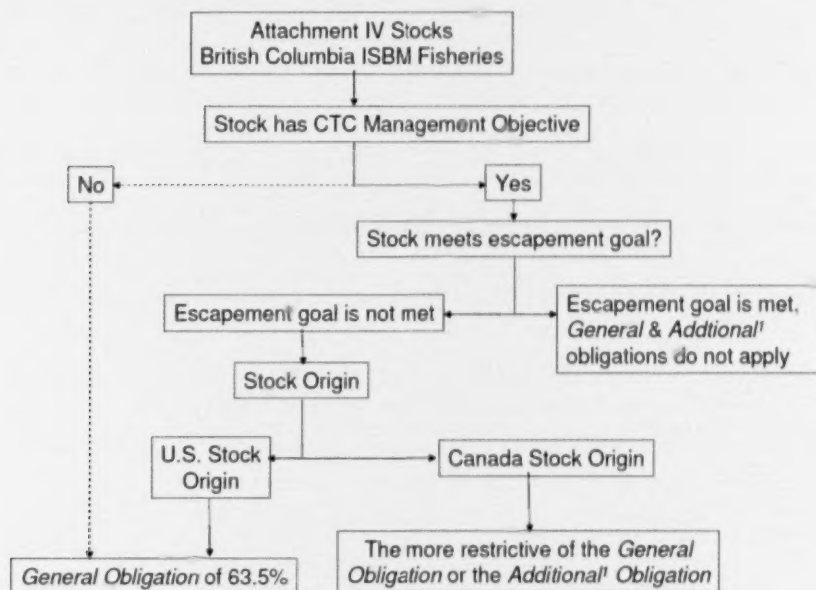 Attachment IV Stocks
British Columbia ISBM Fisheries
Stock has CTC Management Objective
No
Yes
Stock meets escapement goal?
Escapement goal is not met
Escapement goal is met,
General & Addtional¹
obligations do not apply
Stock Origin
U.S. Stock
Origin
Canada Stock Origin
General Obligation of 63.5%
The more restrictive of the General
Obligation or the Additional¹ Obligation